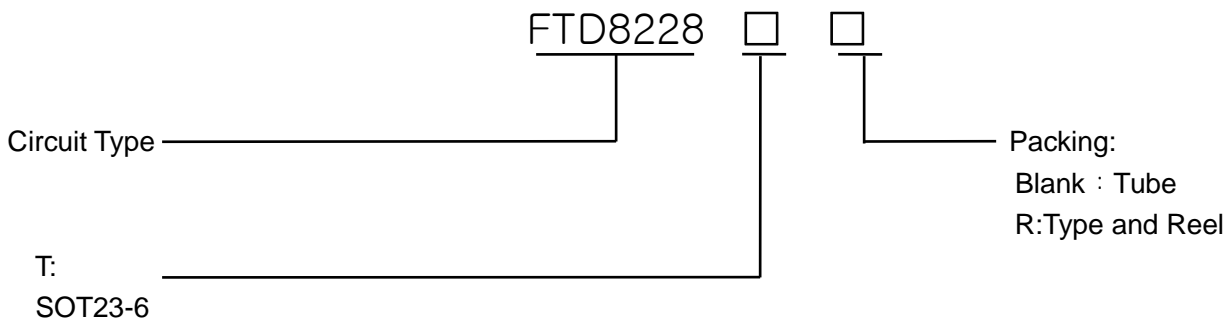 FTD8228 □ □
Circuit Type
Packing:
Blank：Tube
R:Type and Reel
T:
SOT23-6